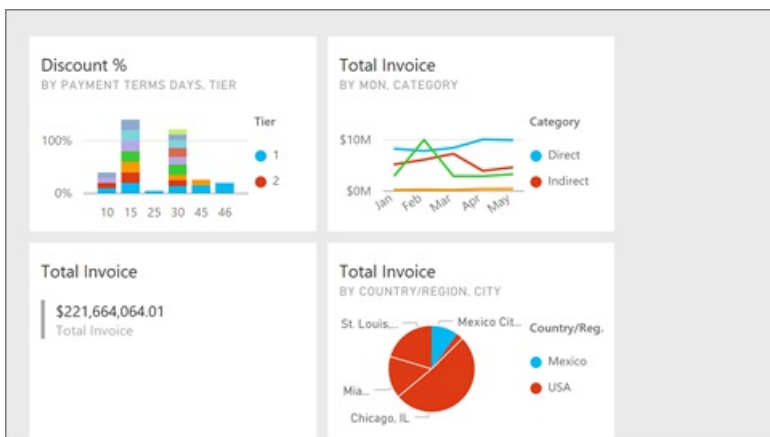 Discount %
BY PAYMENT TERMS DAYS, TIER
Tier
100%
1
0%
2
10 15 25 30 45 46
Total Invoice
BY MON, CATEGORY
Category
$10M
Direct
Indirect
$0M
Jan Feb Mar Apr May
Total Invoice
$221,664,064.01
Total Invoice
Total Invoice
BY COUNTRY/REGION, CITY
St. Louis,...
Mexico Cit...
Country/Reg.
Mexico
USA
Mia...
Chicago, IL